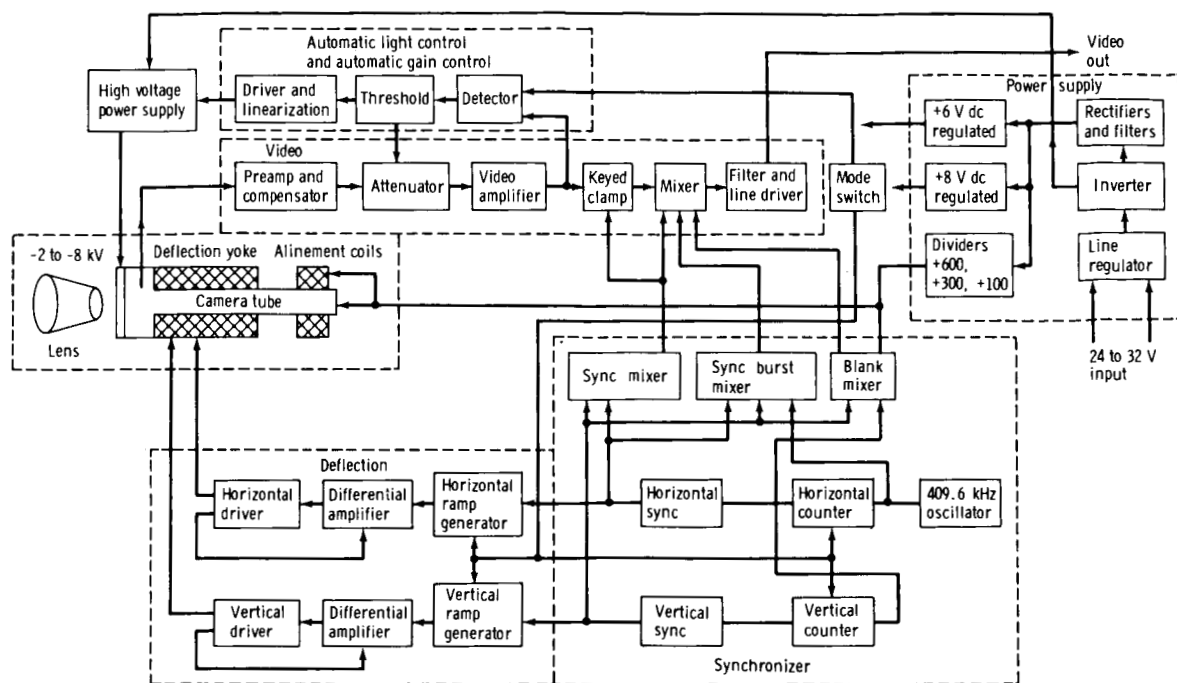 Automatic light control
and automatic gain control
Video
out
High voltage
power supply
Driver and
linearization
Threshold
Detector
Power supply
+6 V dc
regulated
Rectifiers
and filters
Video
Preamp and
compensator
Attenuator
Video
amplifier
Keyed
clamp
Mixer
Filter and
line driver
Mode
switch
+8 V dc
regulated
Inverter
-2 to -8 kV
Deflection yoke
Alinement coils
Camera tube
Lens
Dividers
+600,
+300, +100
Line
regulator
24 to 32 V
input
Sync mixer
Sync burst
mixer
Blank
mixer
Deflection
Horizontal
driver
Differential
amplifier
Horizontal
ramp
generator
Horizontal
sync
Horizontal
counter
409.6 kHz
oscillator
Vertical
driver
Differential
amplifier
Vertical
ramp
generator
Vertical
sync
Vertical
counter
Synchronizer